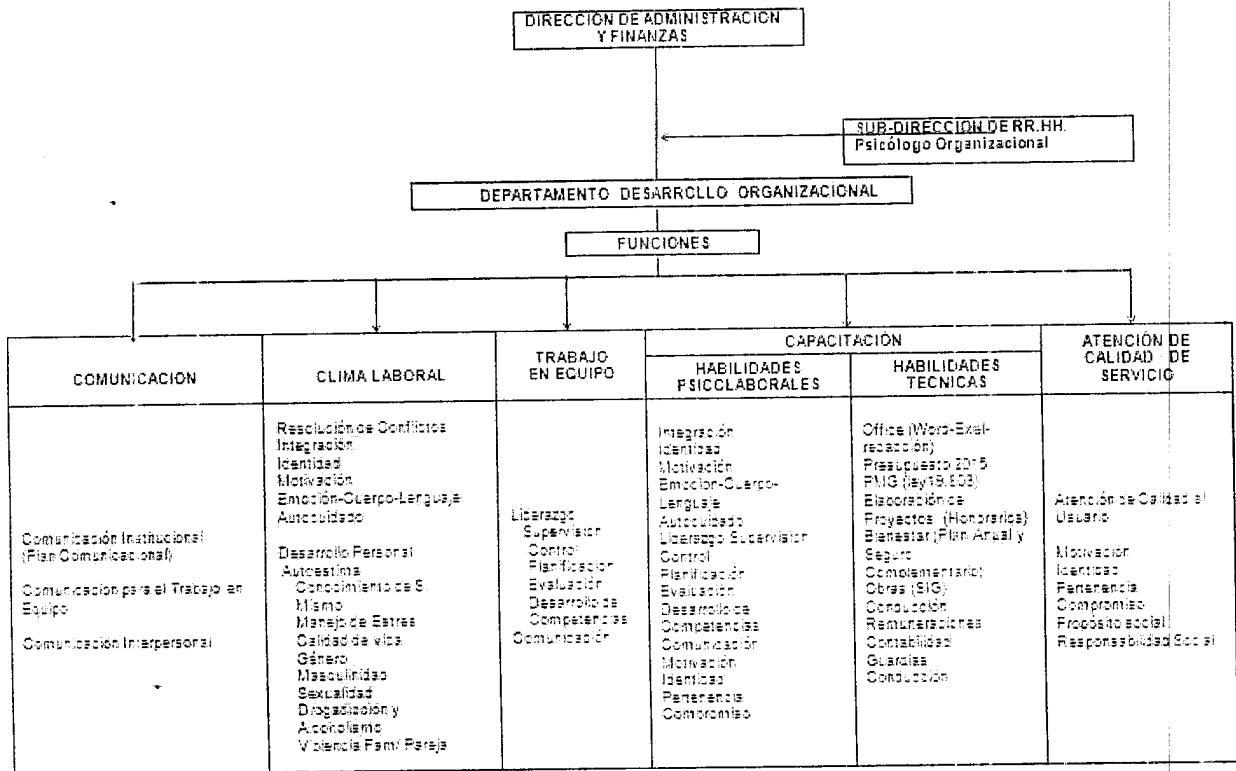 DIRECCION DE ADMINISTRACION
Y FINANZAS
SUB-DIRECCION DE RR.HH.
Psicólogo Organizacional
DEPARTAMENTO DESARROLLO ORGANIZACIONAL
FUNCIONES
COMUNICACION
CLIMA LABORAL
TRABAJO
EN EQUIPO
CAPACITACIÓN
HABILIDADES
PSICOLABORALES
HABILIDADES
TECNICAS
ATENCIÓN DE
CALIDAD DE
SERVICIO
Comunicación Institucional
(Plan Comunicacional)
Comunicación para el Trabajo en
Equipo
Comunicación Interpersonal
Resolución de Conflictos
Integración
Identidad
Motivación
Emoción-Cuerpo-Lenguaje
Autocuidado
Desarrollo Personal
Autoestima
Conocimiento de Si
Mismo
Manejo de Estres
Calidad de vida
Género
Masculinidad
Sexualidad
Drogadicción y
Alcoholismo
Violencia Fam/ Pareja
Liderazgo
Supervisión
Control
Planificación
Evaluación
Desarrollo de
Competencias
Comunicación
Integración
Identidad
Motivación
Emoción-Cuerpo-
Lenguaje
Autocuidado
Liderazgo Supervisión
Control
Planificación
Evaluación
Desarrollo de
Competencias
Comunicación
Motivación
Identidad
Pertenencia
Compromiso
Office (Word-Exel-
redacción)
Presupuesto 2015
PMG (ley19.803)
Elaboración de
Proyectos (Honorarios)
Bienestar (Plan Anual y
Seguro
Complementario)
Obras (SIG)
Conducción
Remuneraciones
Contabilidad
Guardias
Conducción
Atención de Calidad al
Usuario
Motivación
Identidad
Pertenencia
Compromiso
Propósito social
Responsabilidad Social